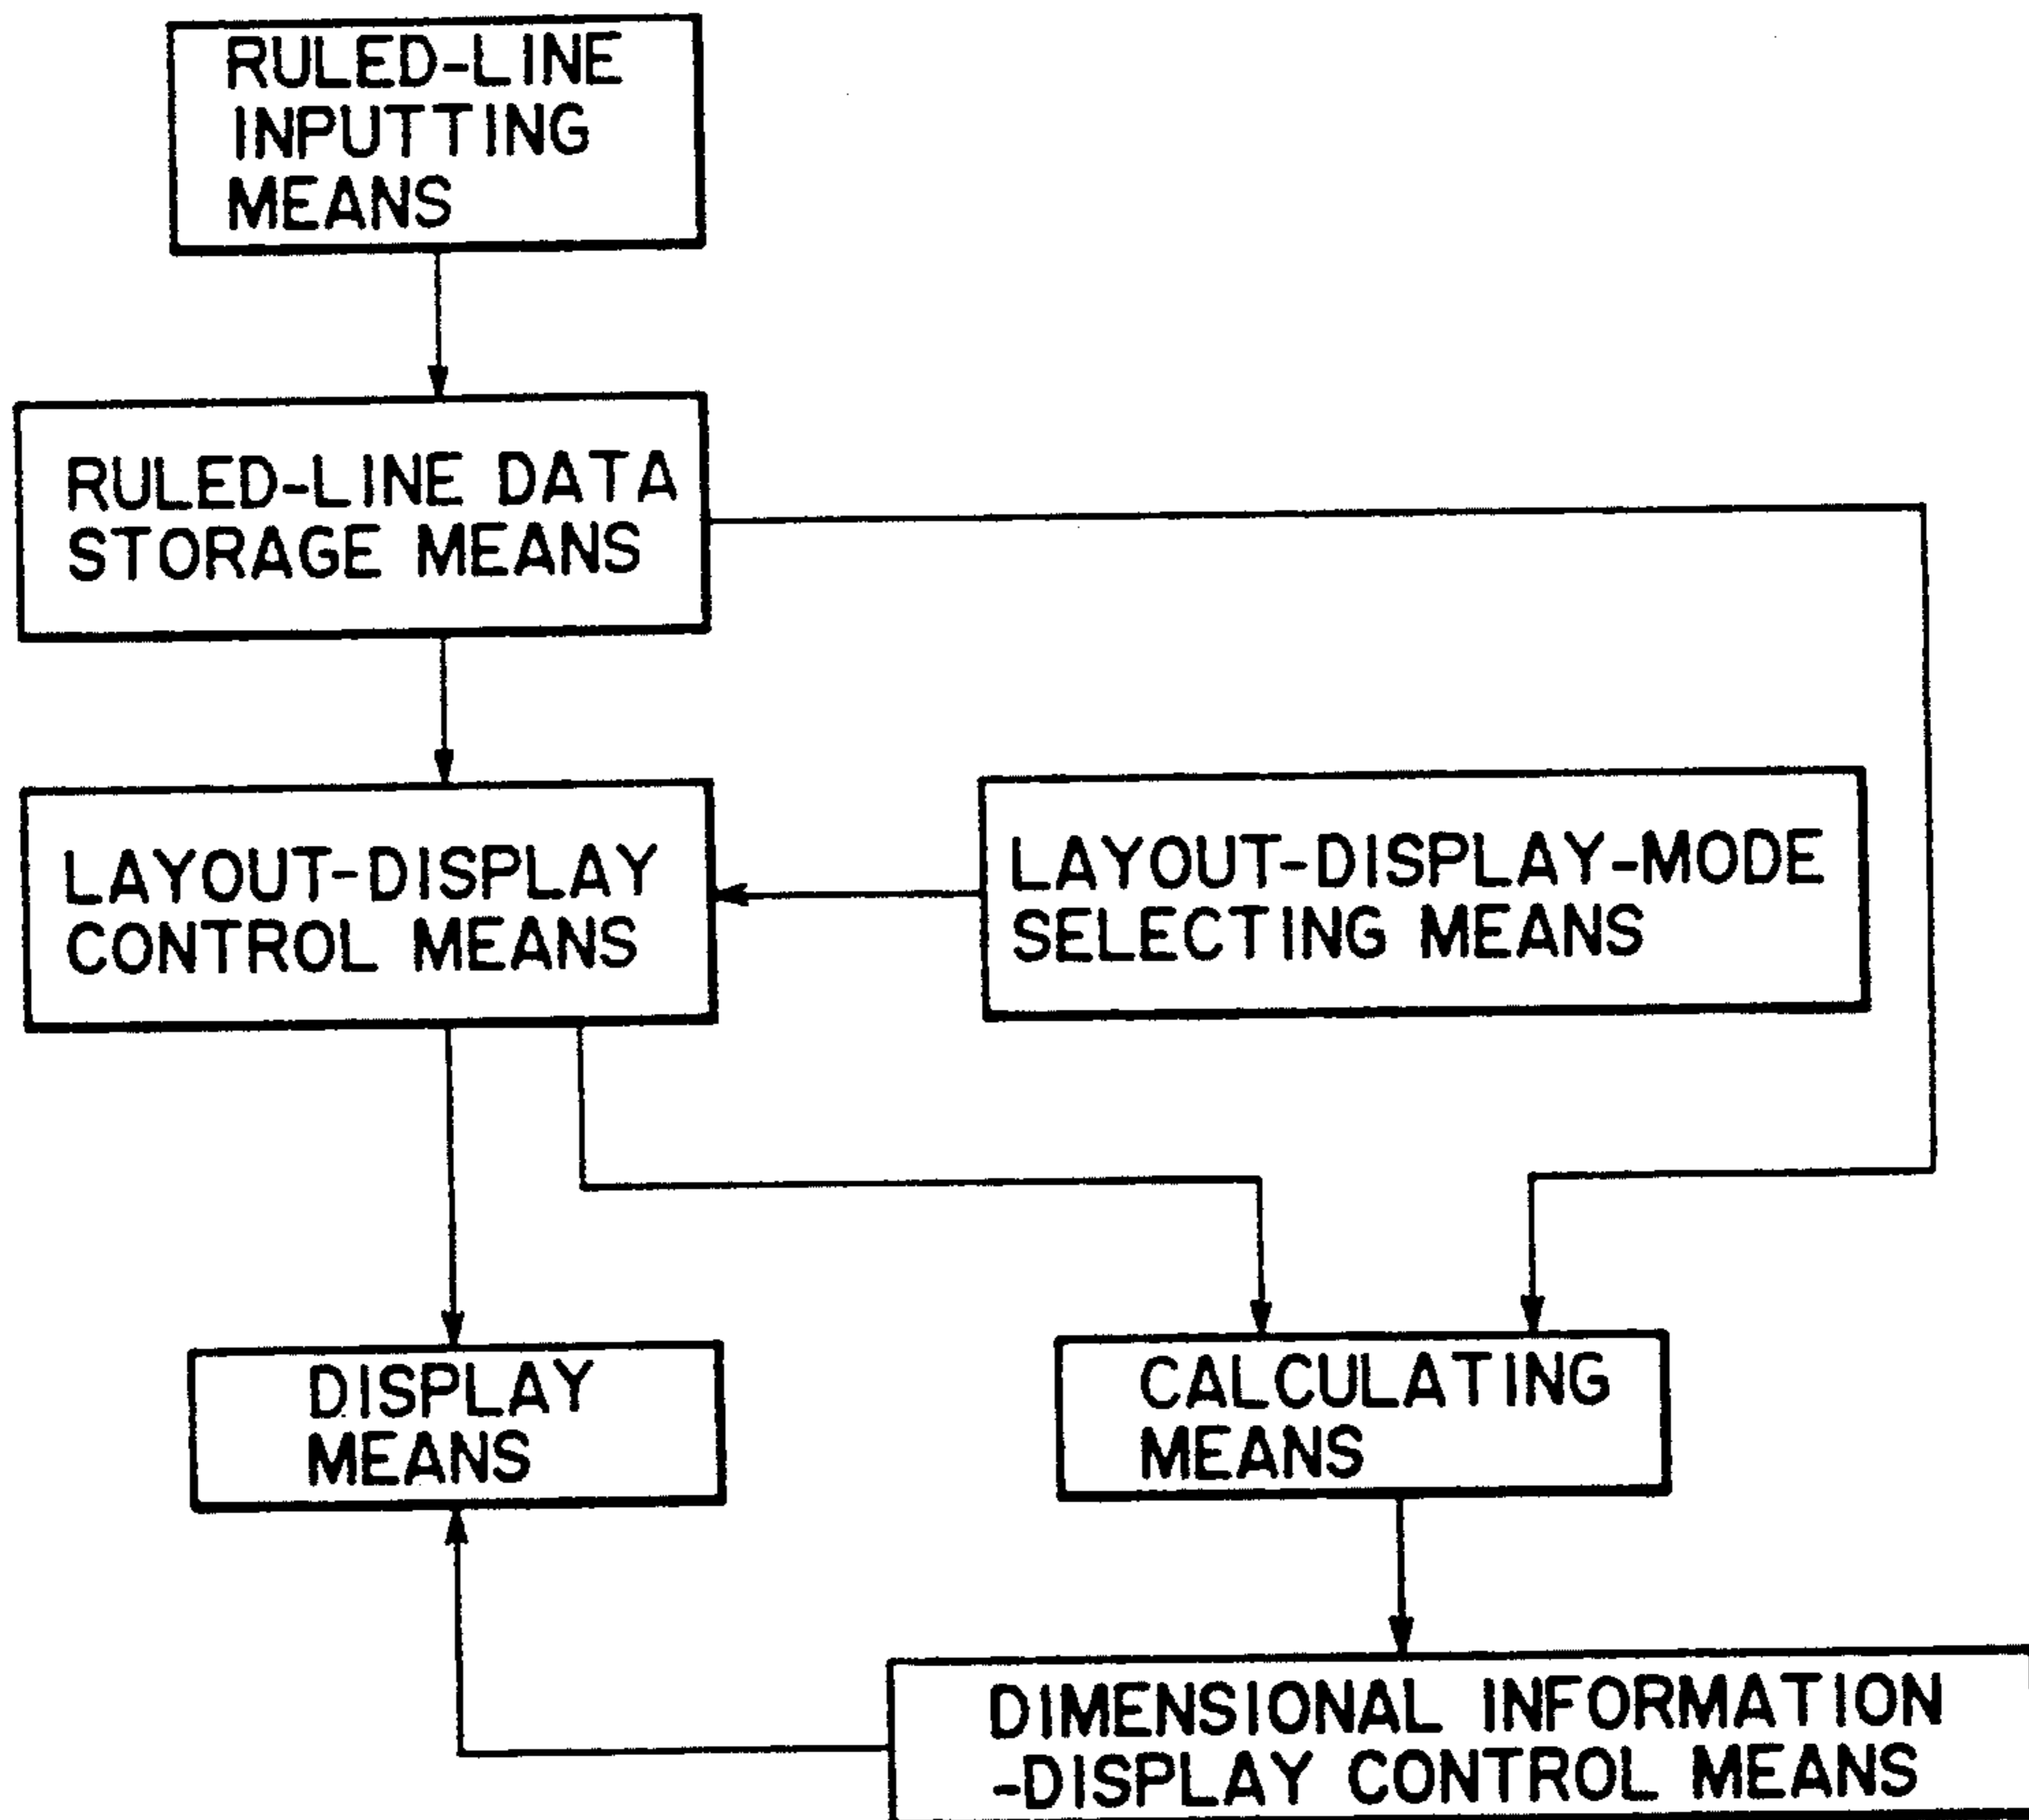 RULED-LINE
INPUTTING
MEANS
RULED-LINE DATA
STORAGE MEANS
LAYOUT-DISPLAY
CONTROL MEANS
LAYOUT-DISPLAY-MODE
SELECTING MEANS
DISPLAY
MEANS
CALCULATING
MEANS
DIMENSIONAL INFORMATION
-DISPLAY CONTROL MEANS